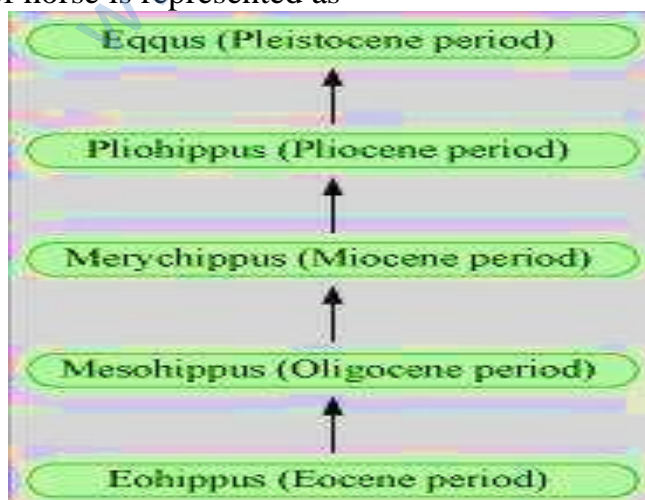 of horse is represented as
Eqqus (Pleistocene period)
Pliohippus (Pliocene period)
Merychippus (Miocene period)
Mesohippus (Oligocene period)
Eohippus (Eocene period)